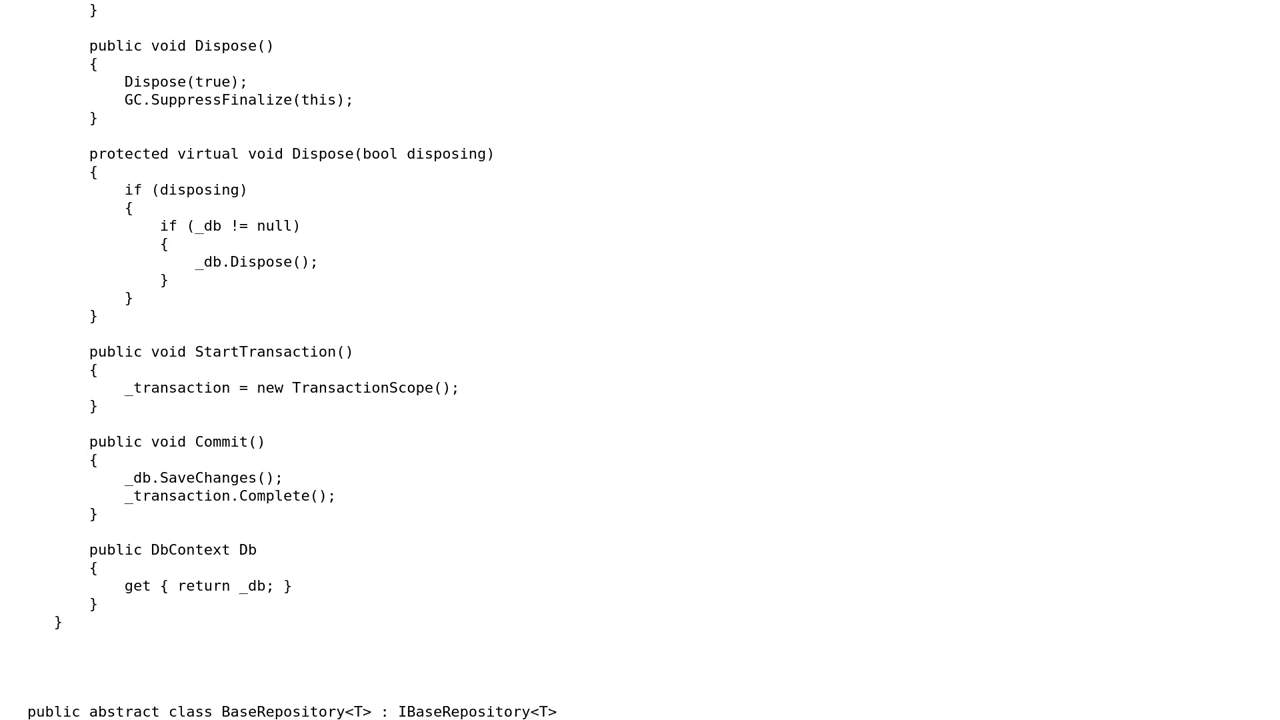 }

        public void Dispose()
        {
            Dispose(true);
            GC.SuppressFinalize(this);
        }

        protected virtual void Dispose(bool disposing)
        {
            if (disposing)
            {
                if (_db != null)
                {
                    _db.Dispose();
                }
            }
        }

        public void StartTransaction()
        {
            _transaction = new TransactionScope();
        }

        public void Commit()
        {
            _db.SaveChanges();
            _transaction.Complete();
        }

        public DbContext Db
        {
            get { return _db; }
        }
    }

 public abstract class BaseRepository<T> : IBaseRepository<T>